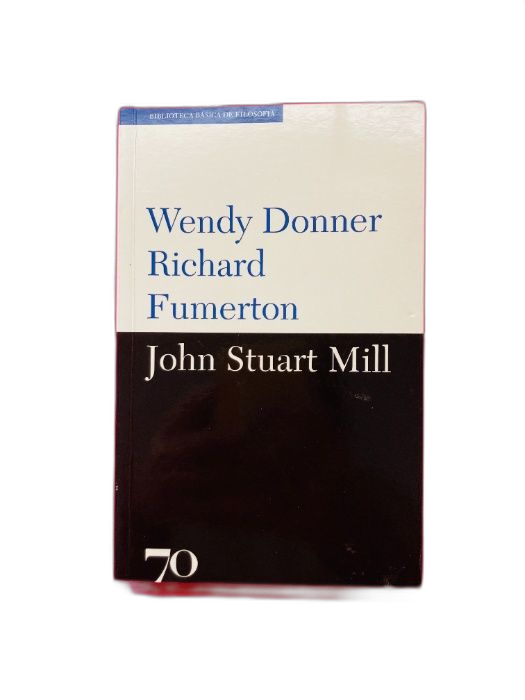 BIBLIOTECA BÁSICA DE FILOSOFIA
Wendy Donner
Richard
Fumerton
John Stuart Mill
70